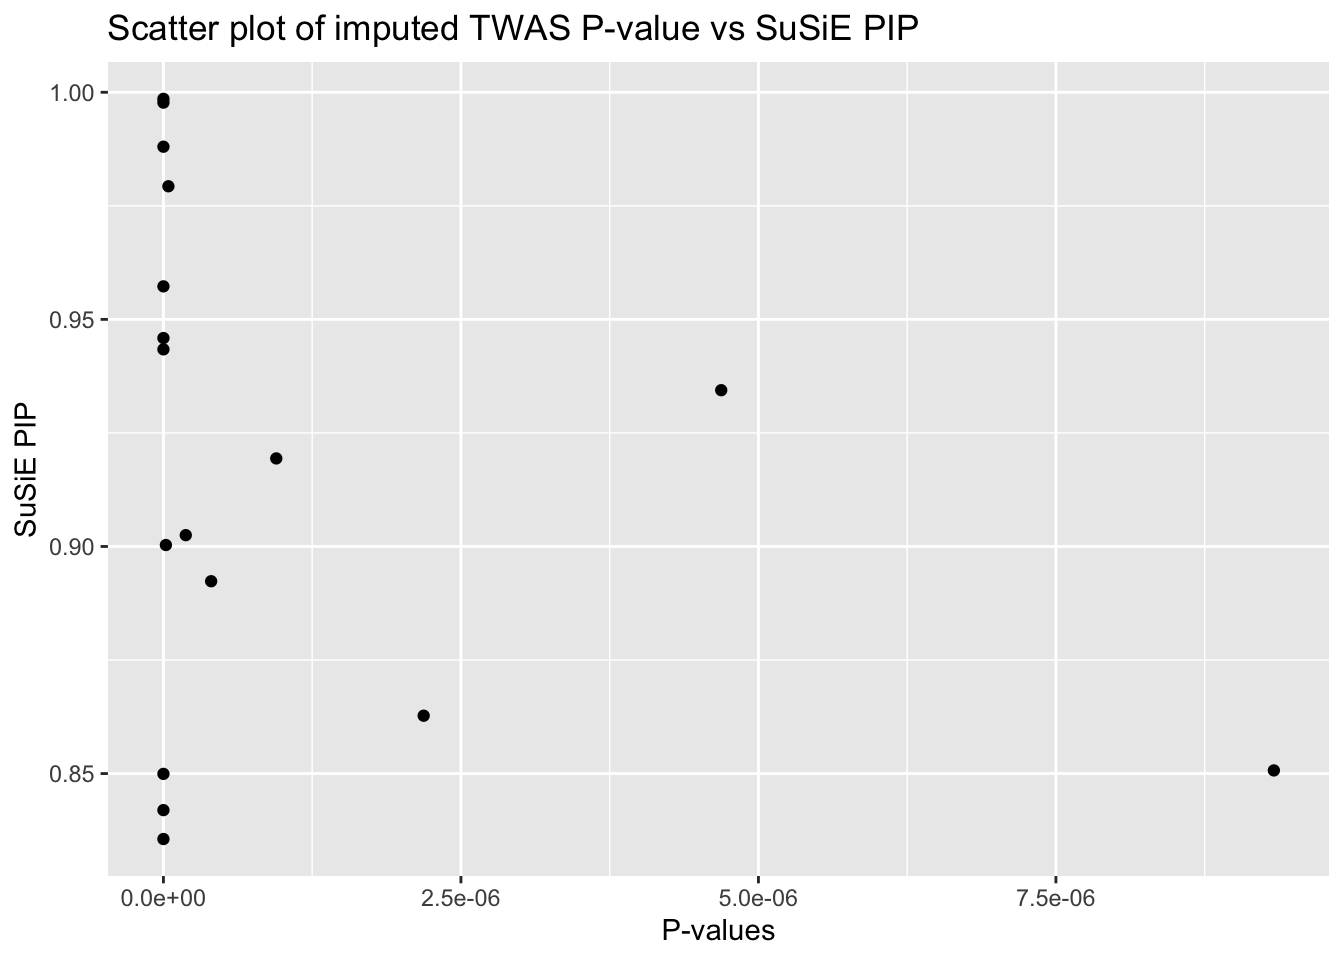 Scatter plot of imputed TWAS P-value vs SuSiE PIP
1.00
0.95
0.90
0.85
SuSiE PIP
0.0e+00 2.5e-06 5.0e-06 7.5e-06
P-values